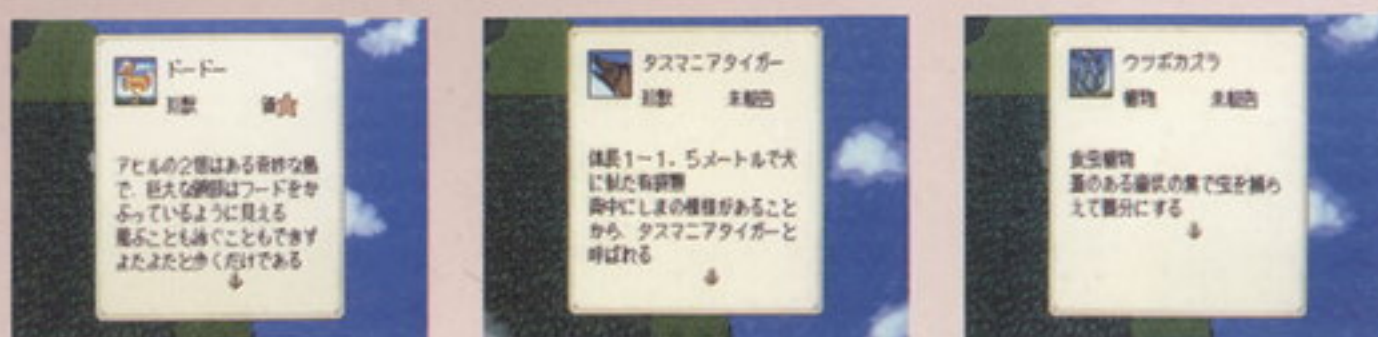 ドードー
珍獣
アヒルの2倍はある奇妙な鳥
で、巨大な頭部はフードをか
ぶっているように見える
飛ぶことも泳ぐこともできず
よたよたと歩くだけである
タスマニアタイガー
珍獣 未報告
体長1ー1.5メートルで犬
に似た有袋類
背中にしまの模様があること
から、タスマニアタイガーと
呼ばれる
ウツボカズラ
植物 未報告
食虫植物
蓋のある壷状の葉で虫を捕ら
えて養分にする